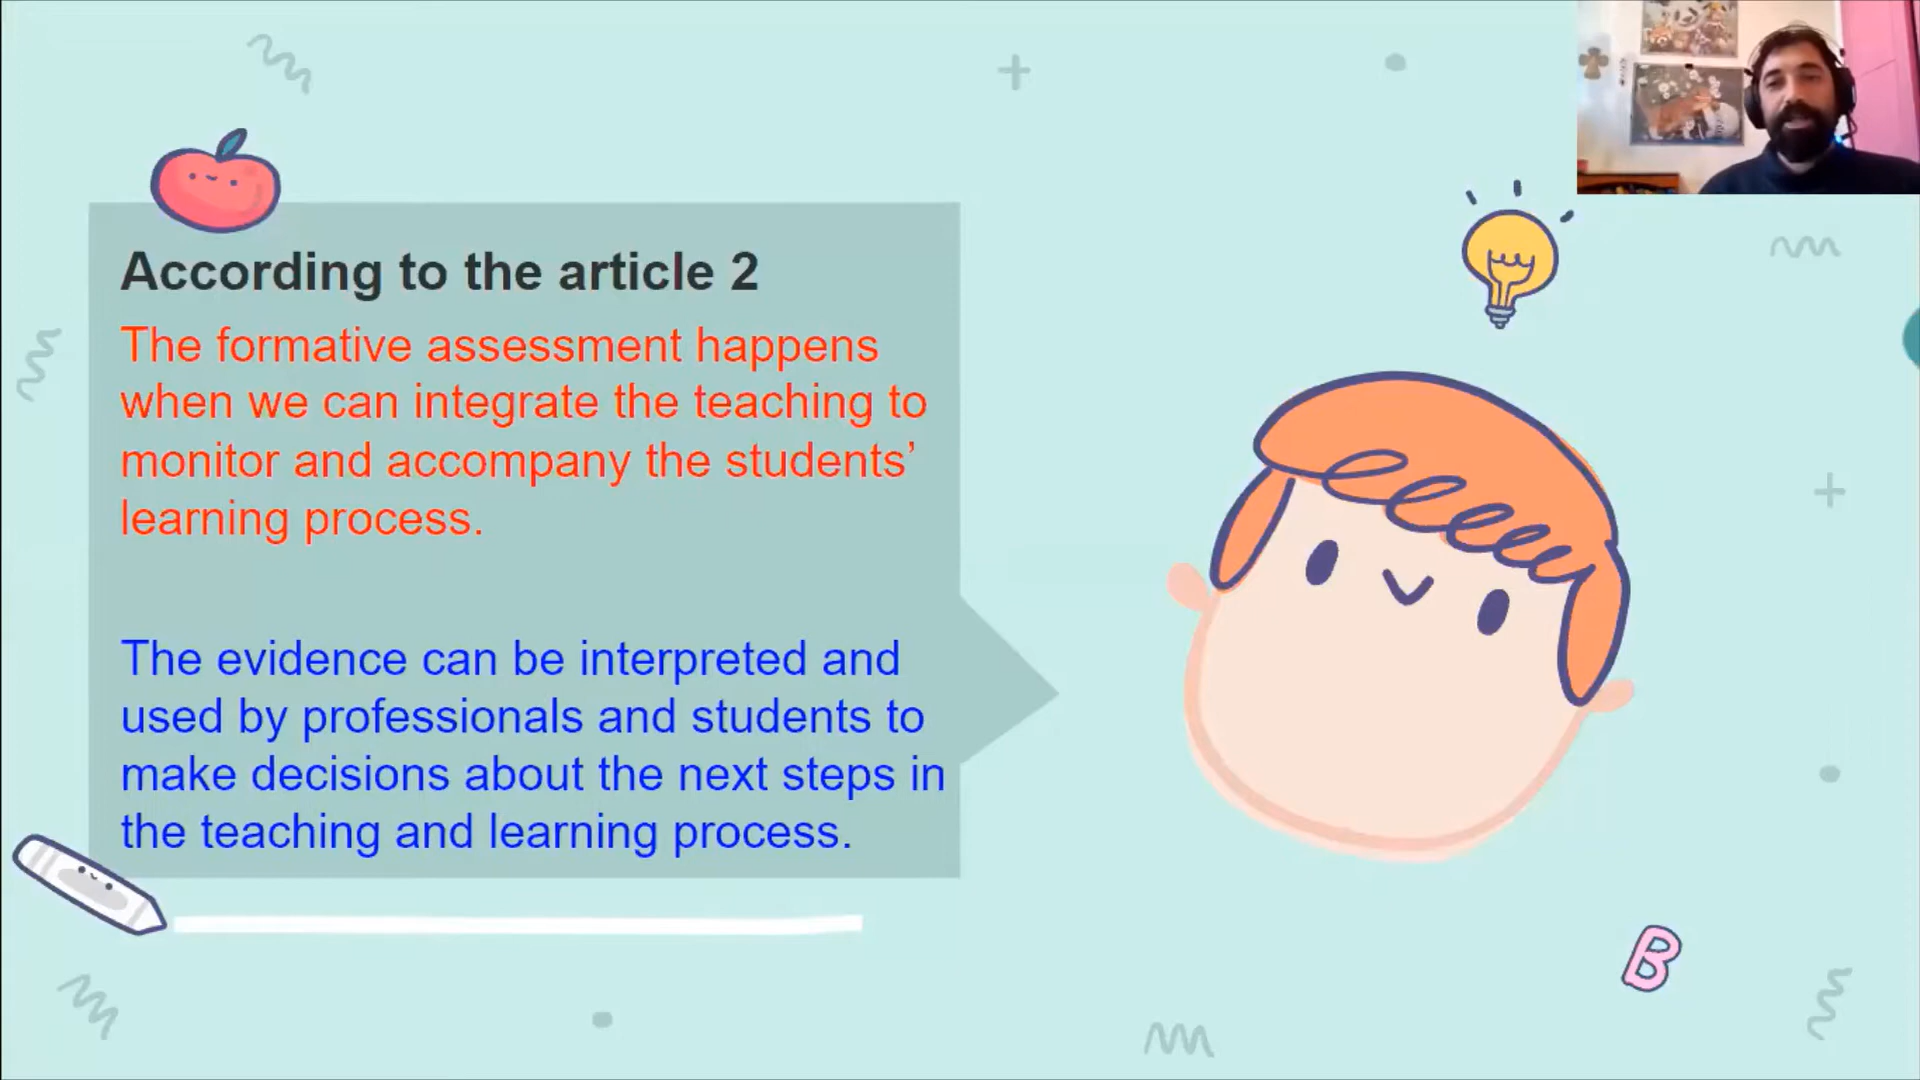 According to the article 2
The formative assessment happens
when we can integrate the teaching to
monitor and accompany the students’
learning process.
The evidence can be interpreted and
used by professionals and students to
make decisions about the next steps in
the teaching and learning process.
B